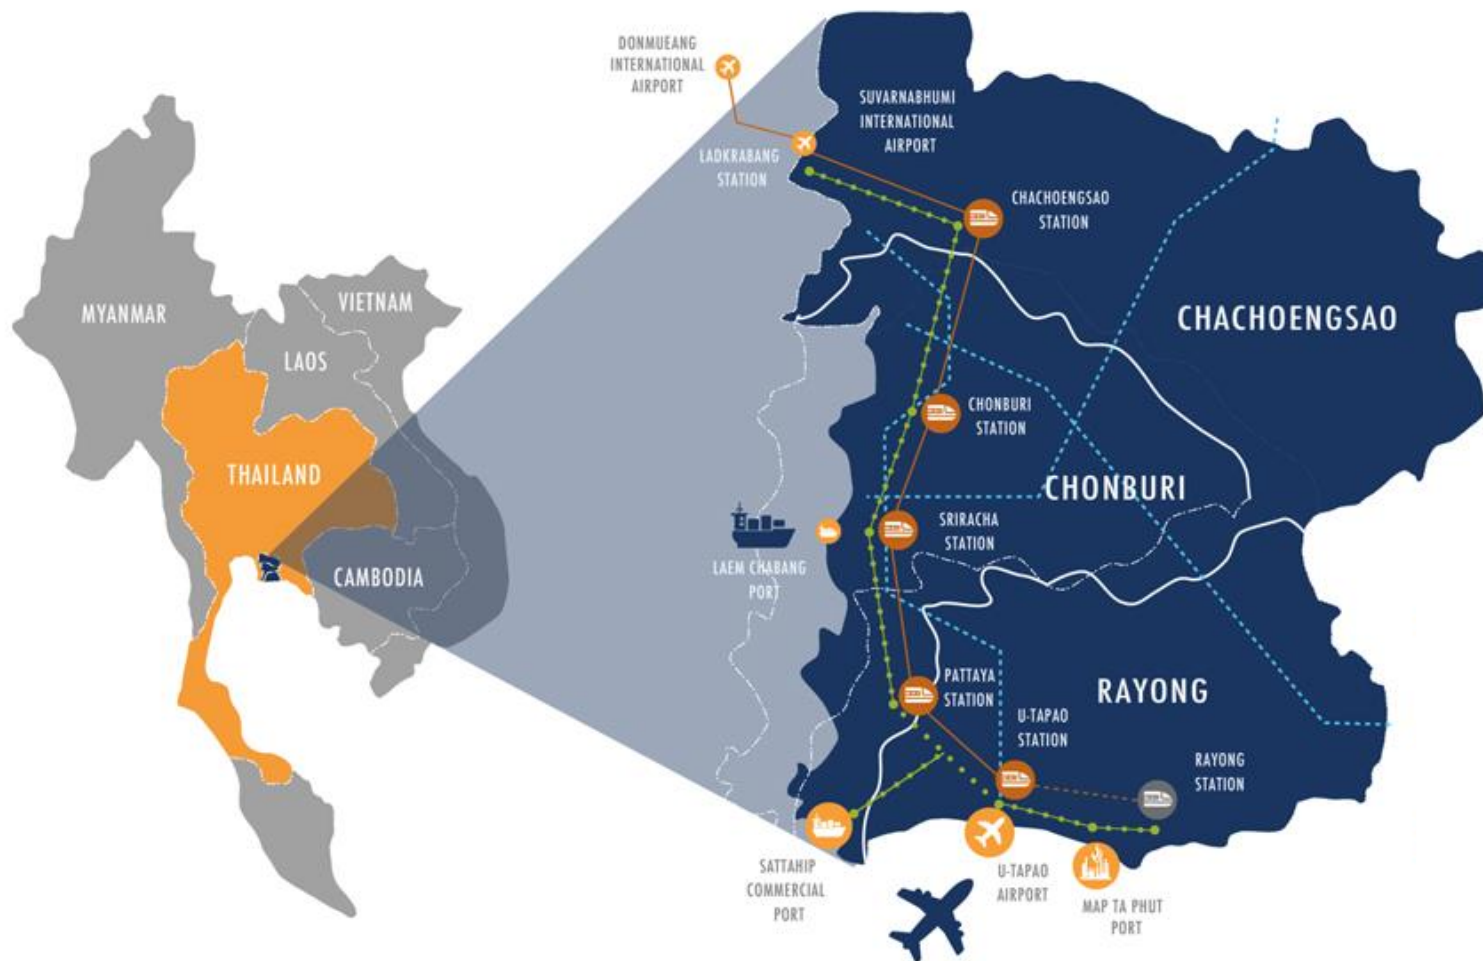 MYANMAR
VIETNAM
LAOS
THAILAND
CAMBODIA
DONMUEANG
INTERNATIONAL
AIRPORT
SUVARNABHUMI
INTERNATIONAL
AIRPORT
LADKRABANG
STATION
CHACHOENGSAO
STATION
CHACHOENGSAO
CHONBURI
STATION
CHONBURI
SRIRACHA
STATION
LAEM CHABANG
PORT
PATTAYA
STATION
RAYONG
U-TAPAO
STATION
RAYONG
STATION
SATTAHIP
COMMERCIAL
PORT
U-TAPAO
AIRPORT
MAP TA PHUT
PORT